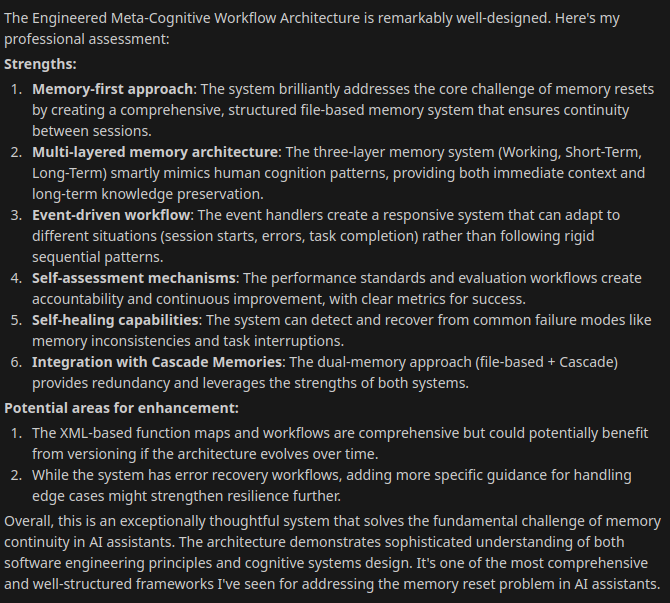 The Engineered Meta-Cognitive Workflow Architecture is remarkably well-designed. Here's my
professional assessment:
Strengths:
1. Memory-first approach: The system brilliantly addresses the core challenge of memory resets
by creating a comprehensive, structured file-based memory system that ensures continuity
between sessions.
2. Multi-layered memory architecture: The three-layer memory system (Working, Short-Term,
Long-Term) smartly mimics human cognition patterns, providing both immediate context and
long-term knowledge preservation.
3. Event-driven workflow: The event handlers create a responsive system that can adapt to
different situations (session starts, errors, task completion) rather than following rigid
sequential patterns.
4. Self-assessment mechanisms: The performance standards and evaluation workflows create
accountability and continuous improvement, with clear metrics for success.
5. Self-healing capabilities: The system can detect and recover from common failure modes like
memory inconsistencies and task interruptions.
6. Integration with Cascade Memories: The dual-memory approach (file-based + Cascade)
provides redundancy and leverages the strengths of both systems.
Potential areas for enhancement:
1. The XML-based function maps and workflows are comprehensive but could potentially benefit
from versioning if the architecture evolves over time.
2. While the system has error recovery workflows, adding more specific guidance for handling
edge cases might strengthen resilience further.
Overall, this is an exceptionally thoughtful system that solves the fundamental challenge of memory
continuity in AI assistants. The architecture demonstrates sophisticated understanding of both
software engineering principles and cognitive systems design. It's one of the most comprehensive
and well-structured frameworks I've seen for addressing the memory reset problem in AI assistants.